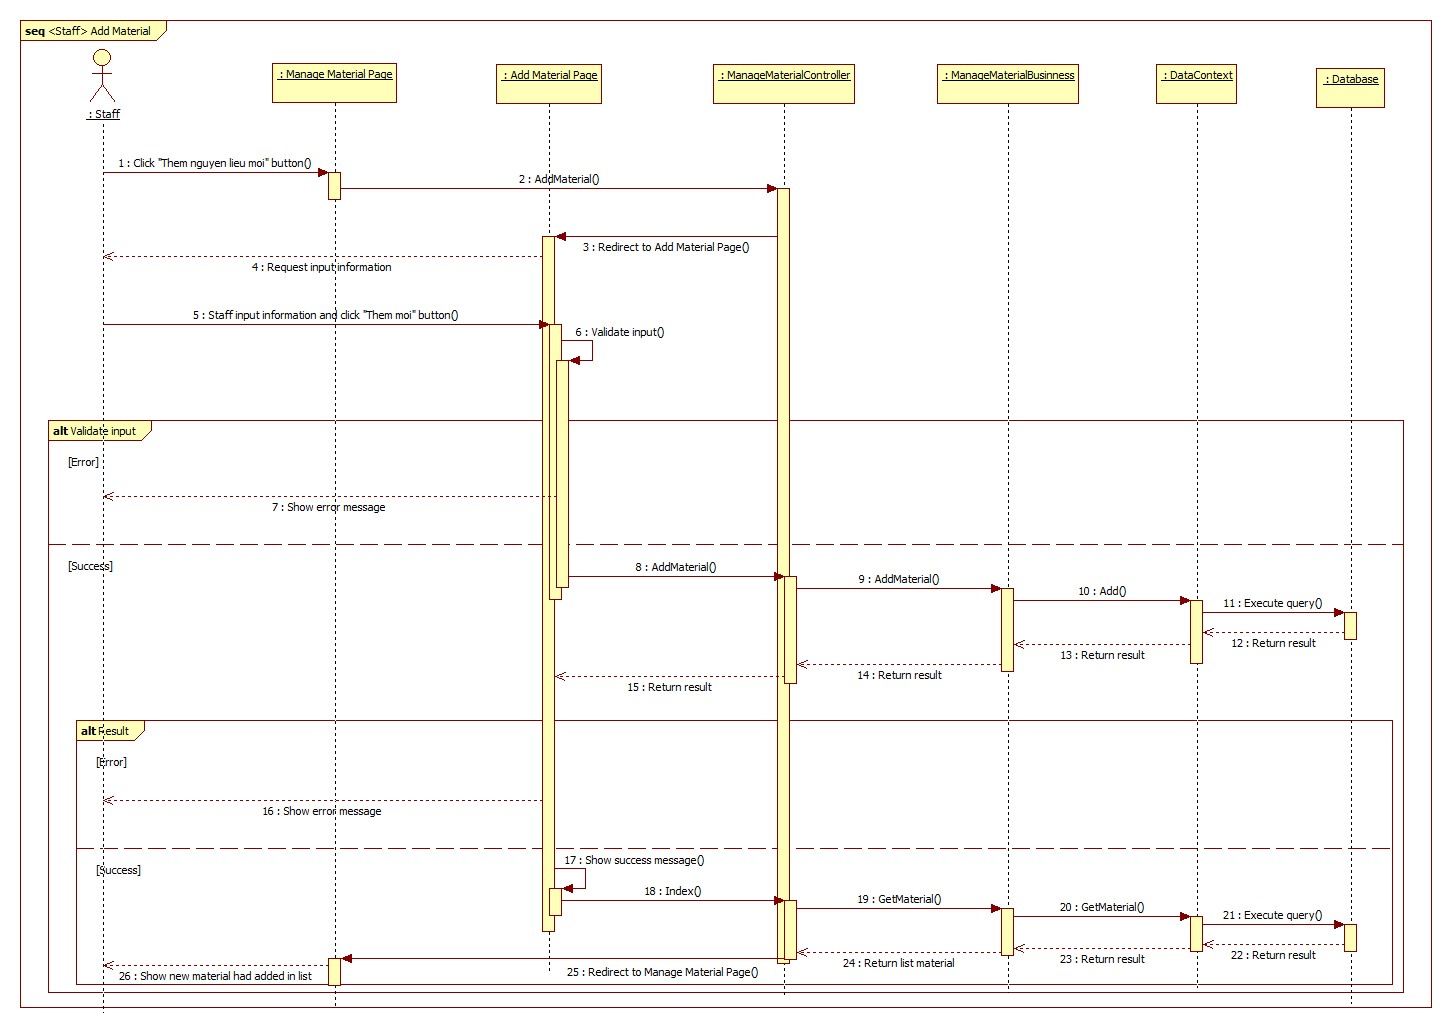 seq <Staff> Add Material
: Staff
: Manage Material Page
: Add Material Page
: ManageMaterialController
: ManageMaterialBusinness
: DataContext
: Database
1 : Click "Them nguyen lieu moi" button()
2 : AddMaterial()
3 : Redirect to Add Material Page()
4 : Request input information
5 : Staff input information and click "Them moi" button()
6 : Validate input()
alt Validate input
[Error]
7 : Show error message
[Success]
8 : AddMaterial()
9 : AddMaterial()
10 : Add()
11 : Execute query()
12 : Return result
13 : Return result
14 : Return result
15 : Return result
alt Result
[Error]
16 : Show error message
[Success]
17 : Show success message()
18 : Index()
19 : GetMaterial()
20 : GetMaterial()
21 : Execute query()
22 : Return result
23 : Return result
24 : Return list material
25 : Redirect to Manage Material Page()
26 : Show new material had added in list